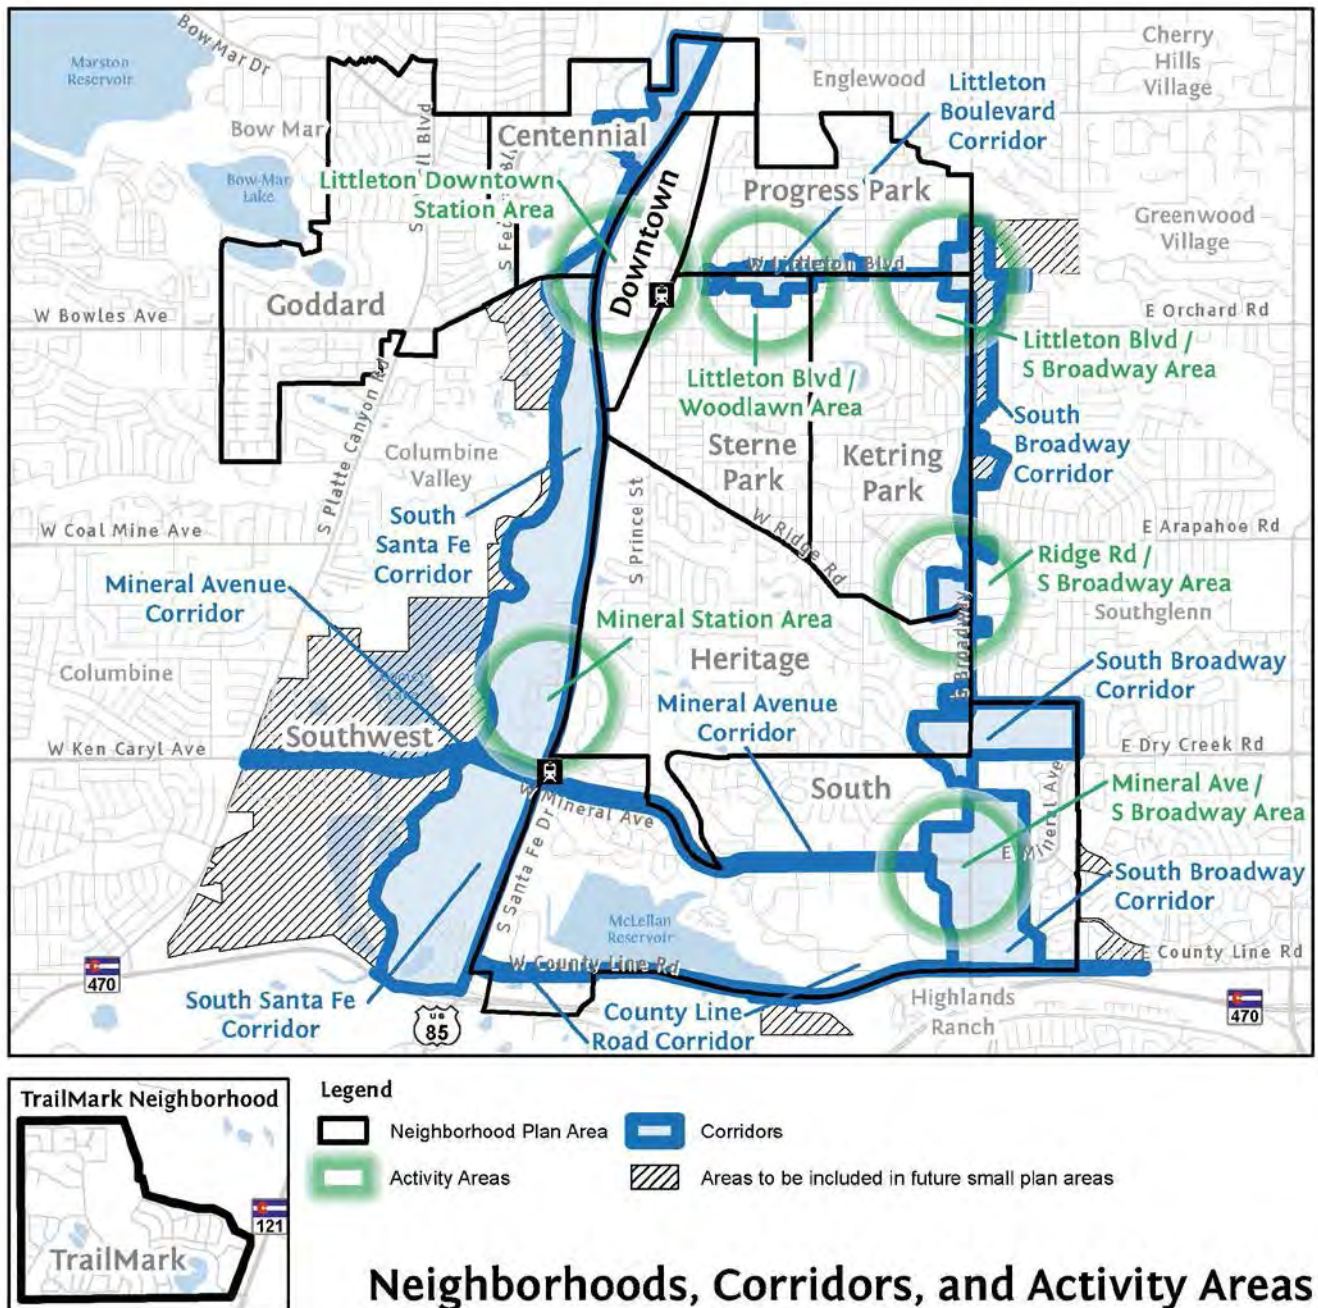 Bow Mar Dr
Marston
Reservoir
Cherry
Hills
Village
Englewood
Littleton
Boulevard
Corridor
Bow Mar
Centennial
Bow-Mar
Lake
Littleton Downtown
Station Area
Downtown
Progress Park
Greenwood
Village
W Littleton Blvd
Goddard
W Bowles Ave
E Orchard Rd
Littleton Blvd /
S Broadway Area
Littleton Blvd /
Woodlawn Area
S Platte Canyon Rd
South
Broadway
Corridor
Columbine
Valley
Sterne
Park
Ketring
Park
South
Santa Fe
Corridor
W Coal Mine Ave
S Prince St
W Ridge Rd
E Arapahoe Rd
Ridge Rd /
S Broadway Area
Mineral Avenue
Corridor
Southglenn
Mineral Station Area
S Broadway
Columbine
Heritage
South Broadway
Corridor
Mineral Avenue
Corridor
Southwest
W Ken Caryl Ave
E Dry Creek Rd
W Mineral Ave
South
Mineral Ave /
S Broadway Area
E Mineral Ave
S Santa Fe Dr
South Broadway
Corridor
McLellan
Reservoir
W County Line Rd
E County Line Rd
470
South Santa Fe
Corridor
US
85
County Line
Road Corridor
Highlands
Ranch
470
TrailMark Neighborhood
121
TrailMark
Legend
Neighborhood Plan Area
Corridors
Activity Areas
Areas to be included in future small plan areas
Neighborhoods, Corridors, and Activity Areas